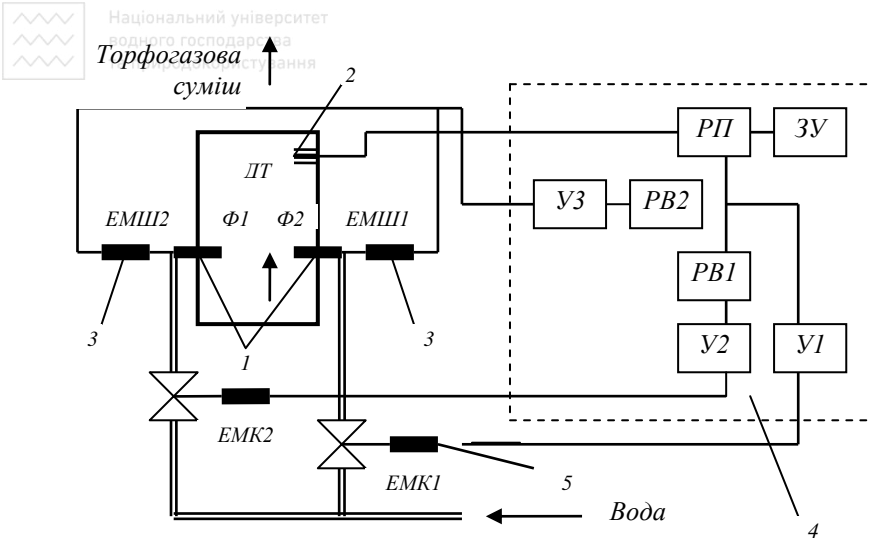 Національний університет
водного господарства
та природокористування
Торфогазова
суміш
2
РП
ЗУ
ДТ
У3
РВ2
ЕМШ2
Ф1
Ф2
ЕМШ1
РВ1
3
1
3
У2
У1
ЕМК2
ЕМК1
5
Вода
4